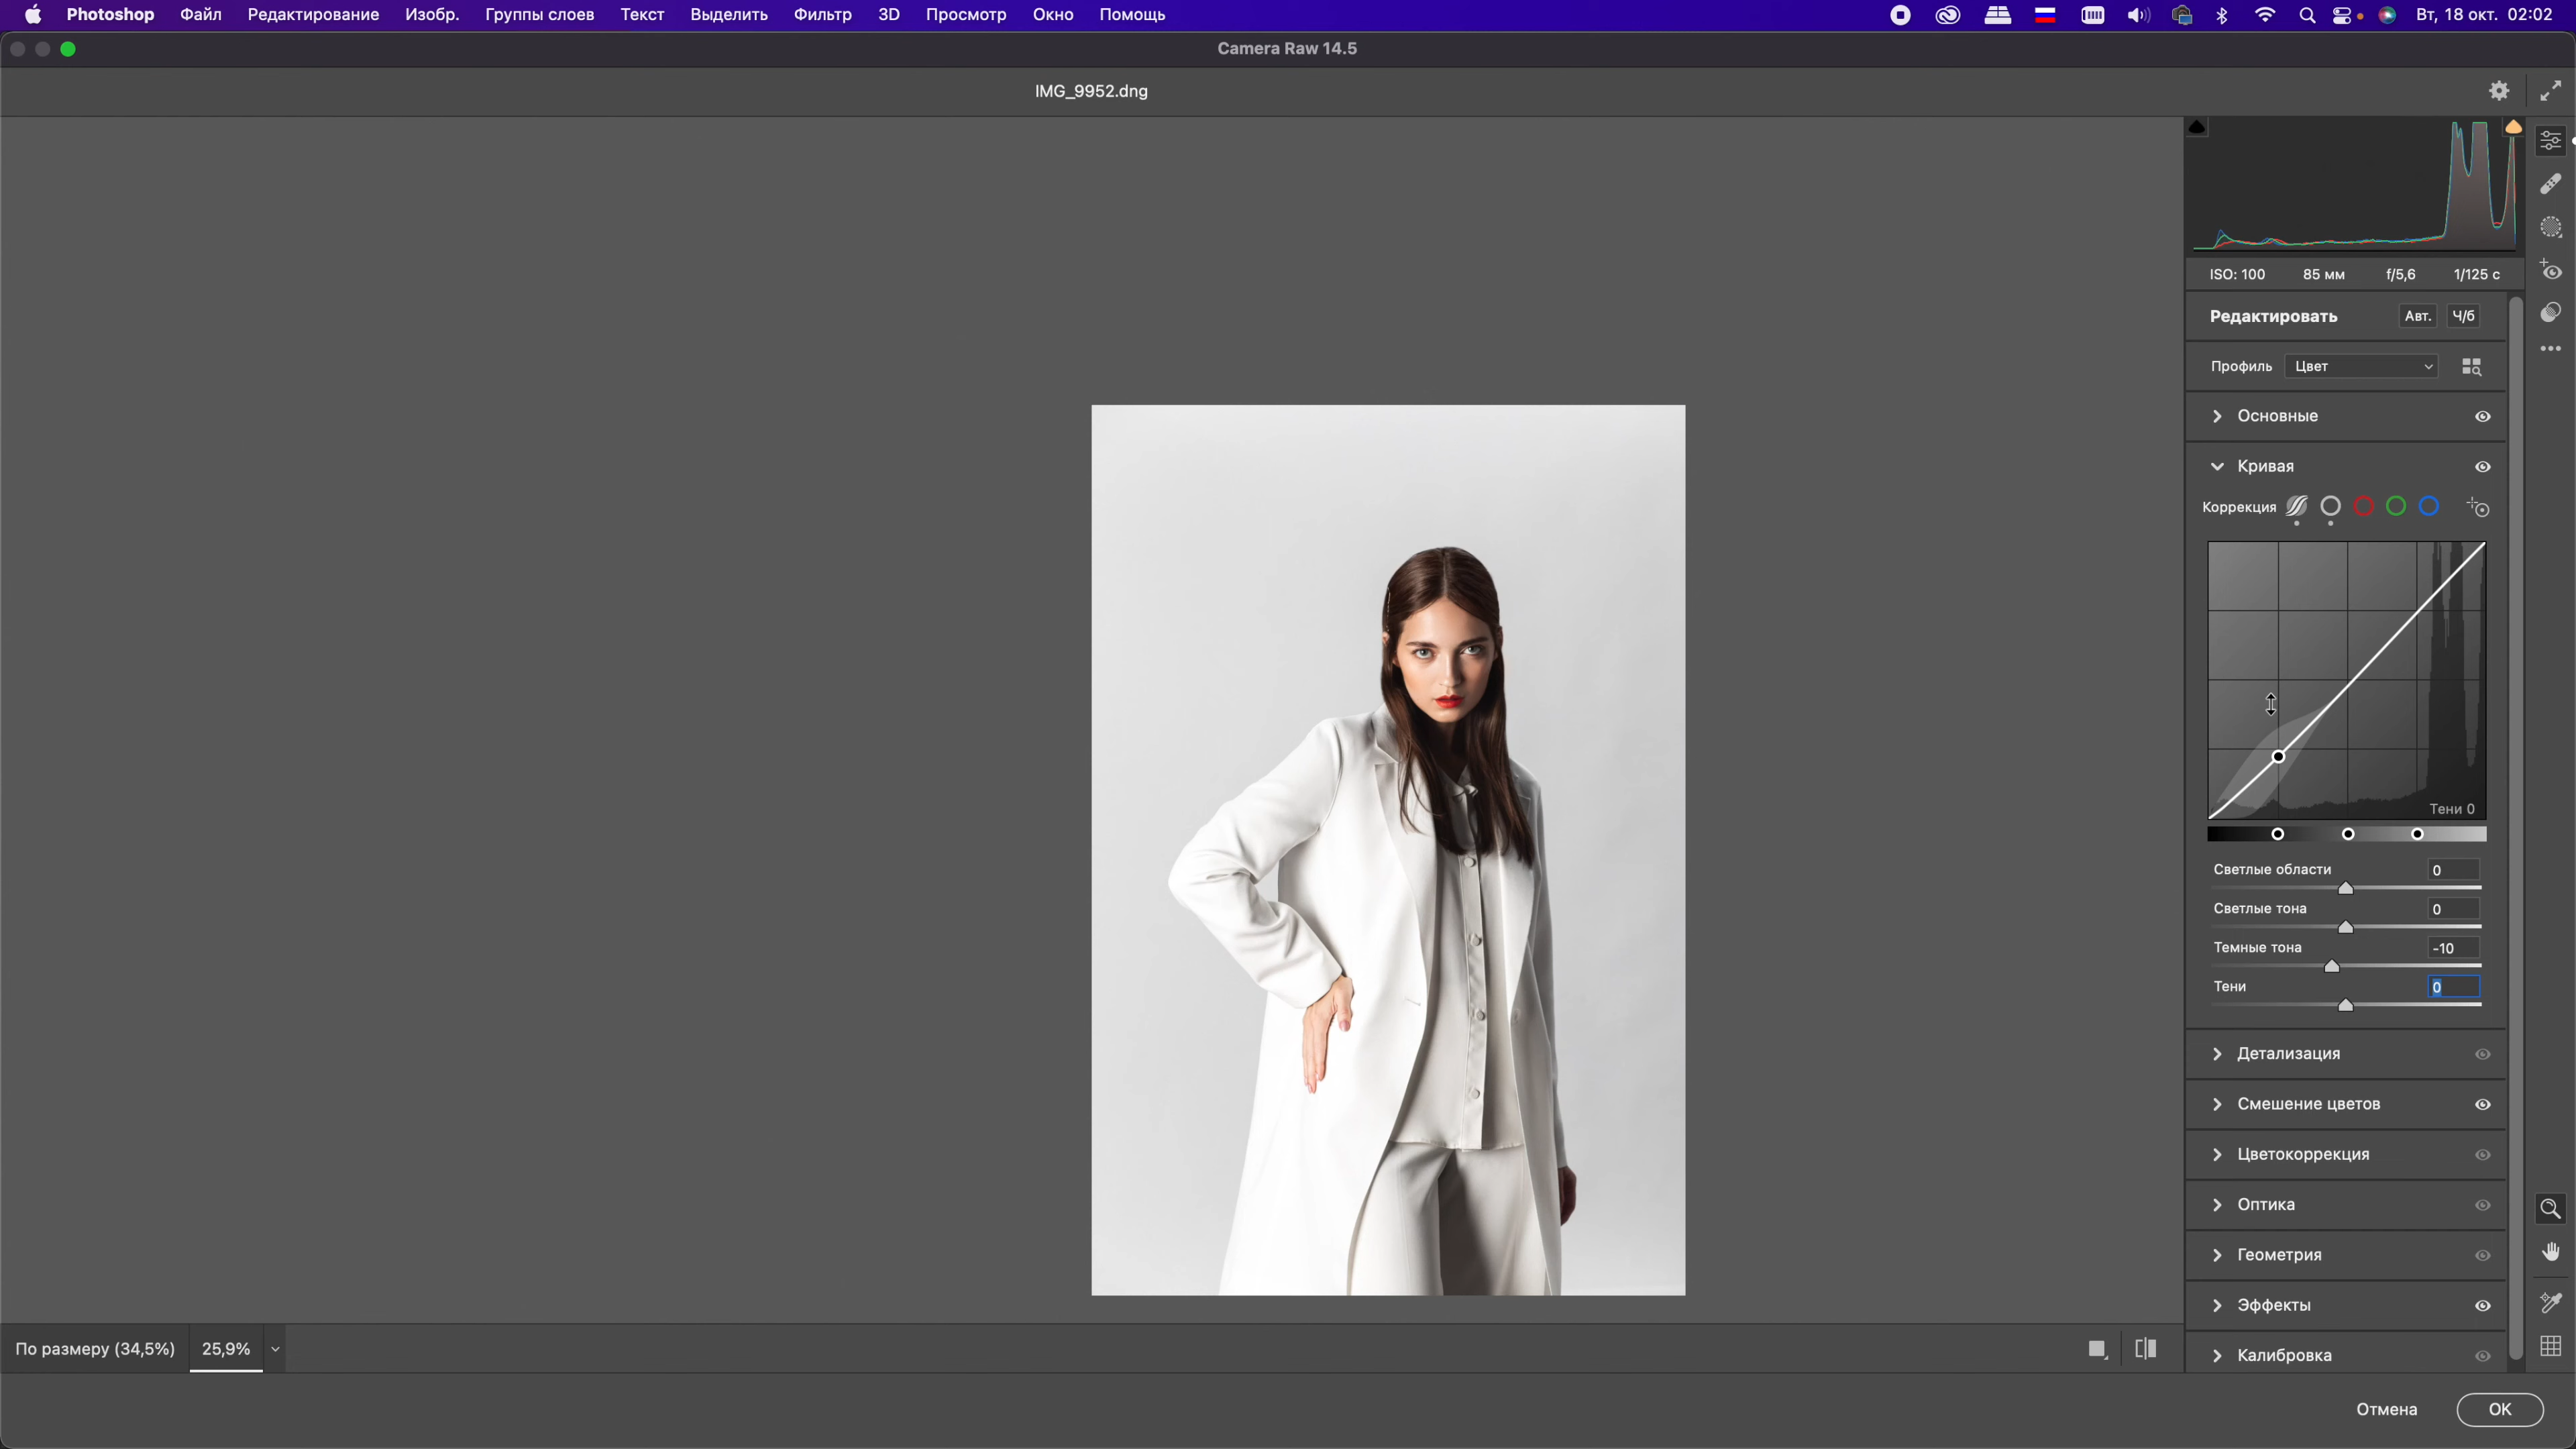 Photoshop Файл Редактирование Изобр. Группы слоев Текст Выделить Фильтр 3D Просмотр Окно Помощь Вт, 18 окт. 02:02
Camera Raw 14.5
IMG_9952.dng
ISO: 100 85 мм f/5,6 1/125 с
Редактировать Авт. Ч/б
Профиль Цвет
Основные
Кривая
Коррекция
Тени 0
Светлые области 0
Светлые тона 0
Темные тона -10
Тени 0
Детализация
Смешение цветов
Цветокоррекция
Оптика
Геометрия
Эффекты
Калибровка
По размеру (34,5%) 25,9%
Отмена OK